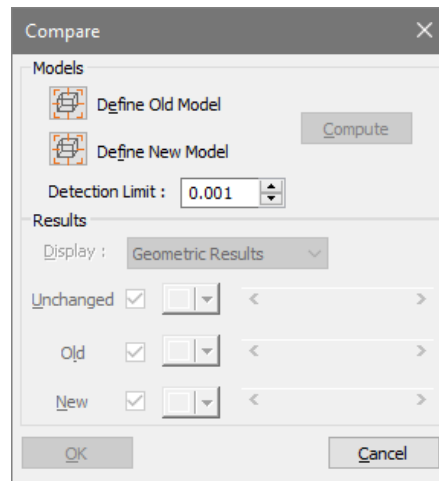 Compare
Models
Define Old Model
Compute
Define New Model
Detection Limit : 0.001
Results
Display : Geometric Results
Unchanged
Old
New
OK
Cancel